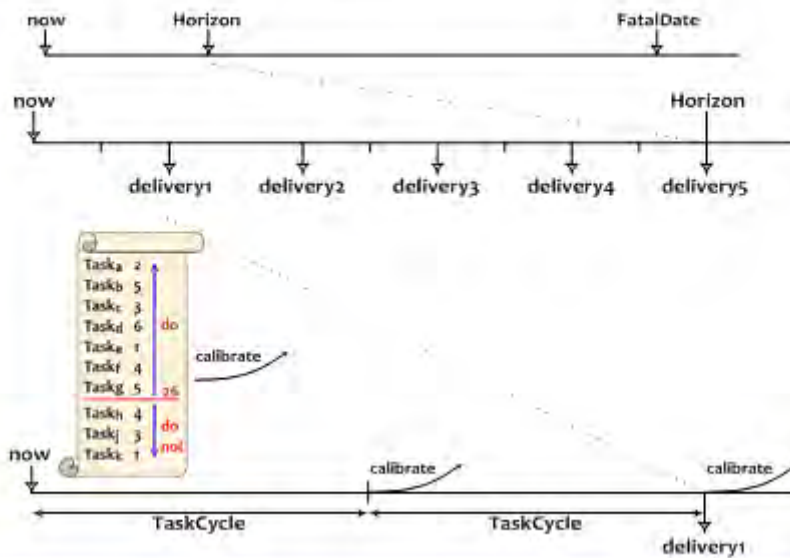 now Horizon FatalDate
now Horizon
delivery1 delivery2 delivery3 delivery4 delivery5
Taska 2
Taskb 5
Taskc 3
Taskd 6 do
Taske 1
Taskf 4 calibrate
Taskg 5 26
Taskh 4 do
Taskj 3 not
Taskk 1
now calibrate calibrate
TaskCycle TaskCycle
delivery1